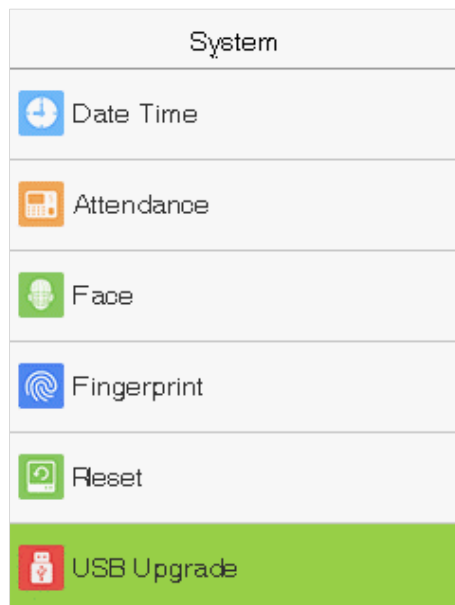 System
Date Time
Attendance
Face
Fingerprint
Reset
USB Upgrade